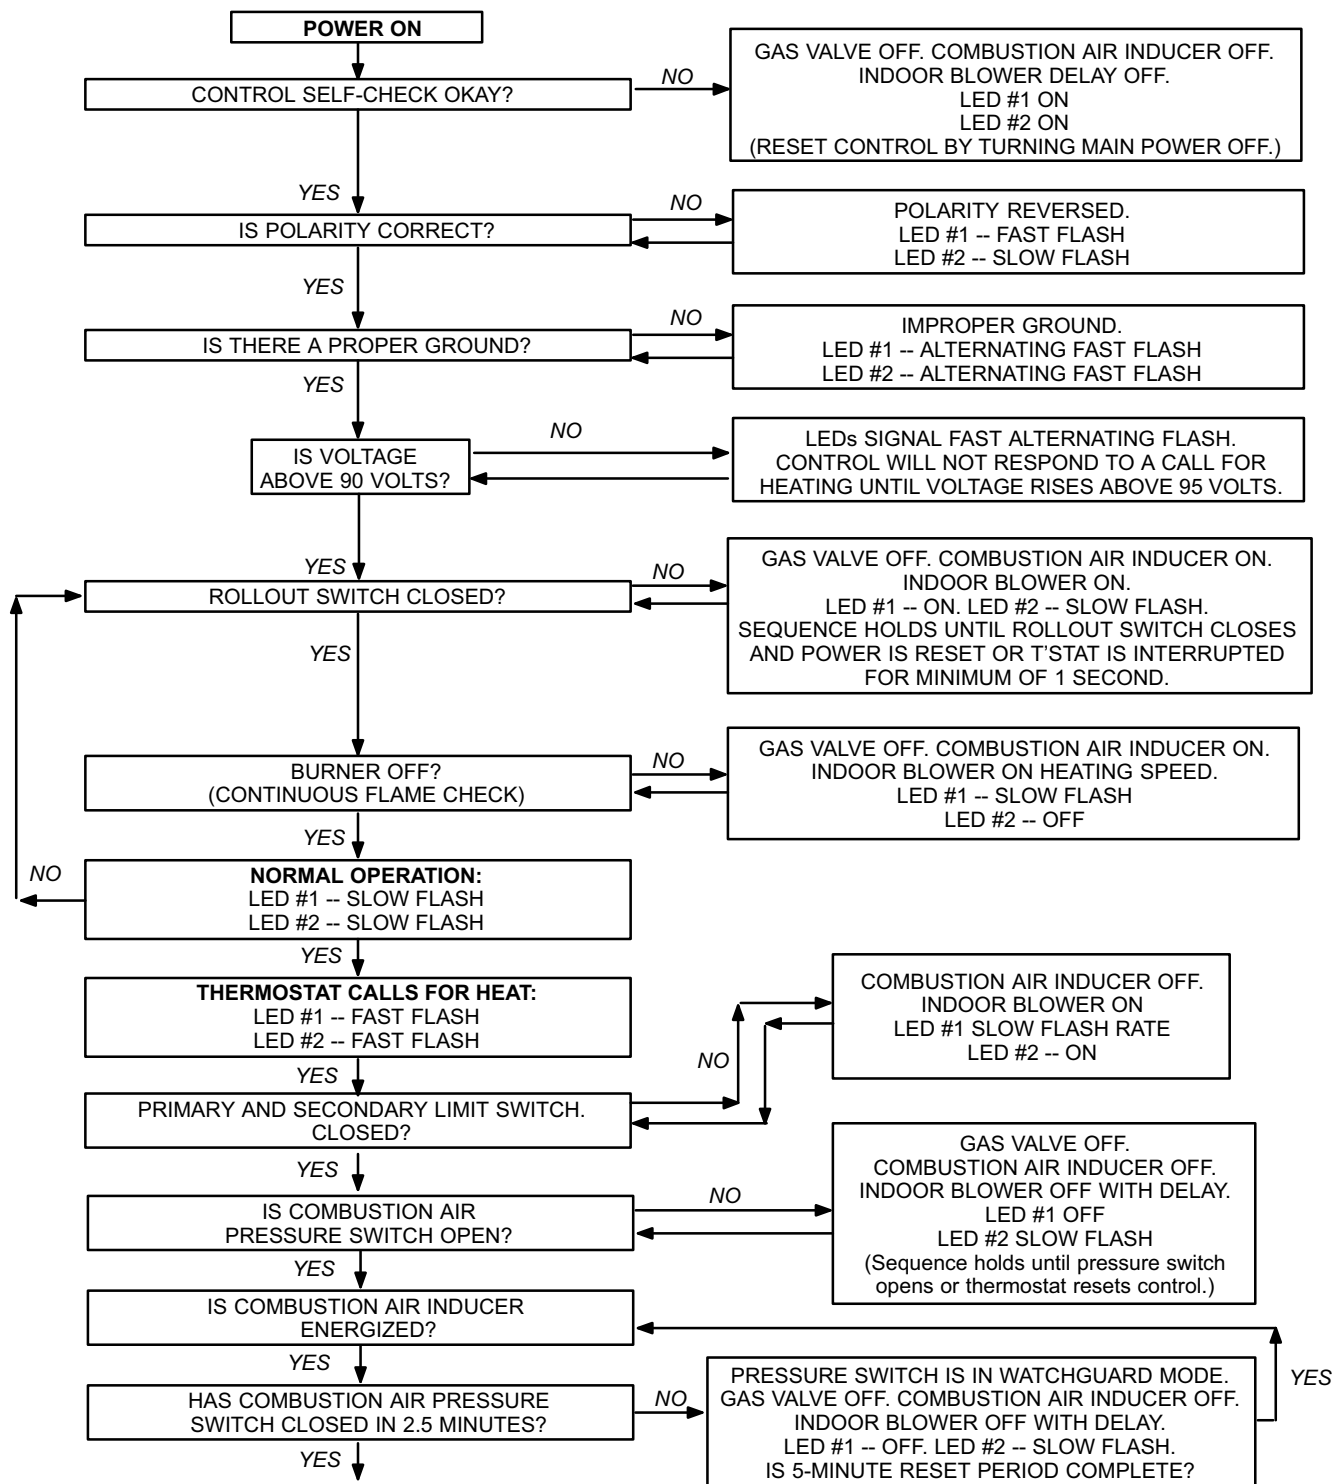 POWER ON
GAS VALVE OFF. COMBUSTION AIR INDUCER OFF.
INDOOR BLOWER DELAY OFF.
LED #1 ON
LED #2 ON
(RESET CONTROL BY TURNING MAIN POWER OFF.)
NO
CONTROL SELF-CHECK OKAY?
YES
NO
IS POLARITY CORRECT?
POLARITY REVERSED.
LED #1 -- FAST FLASH
LED #2 -- SLOW FLASH
YES
NO
IS THERE A PROPER GROUND?
IMPROPER GROUND.
LED #1 -- ALTERNATING FAST FLASH
LED #2 -- ALTERNATING FAST FLASH
YES
NO
IS VOLTAGE
ABOVE 90 VOLTS?
LEDs SIGNAL FAST ALTERNATING FLASH.
CONTROL WILL NOT RESPOND TO A CALL FOR
HEATING UNTIL VOLTAGE RISES ABOVE 95 VOLTS.
YES
NO
ROLLOUT SWITCH CLOSED?
GAS VALVE OFF. COMBUSTION AIR INDUCER ON.
INDOOR BLOWER ON.
LED #1 -- ON. LED #2 -- SLOW FLASH.
SEQUENCE HOLDS UNTIL ROLLOUT SWITCH CLOSES
AND POWER IS RESET OR T'STAT IS INTERRUPTED
FOR MINIMUM OF 1 SECOND.
YES
NO
BURNER OFF?
(CONTINUOUS FLAME CHECK)
GAS VALVE OFF. COMBUSTION AIR INDUCER ON.
INDOOR BLOWER ON HEATING SPEED.
LED #1 -- SLOW FLASH
LED #2 -- OFF
YES
NO
NORMAL OPERATION:
LED #1 -- SLOW FLASH
LED #2 -- SLOW FLASH
YES
THERMOSTAT CALLS FOR HEAT:
LED #1 -- FAST FLASH
LED #2 -- FAST FLASH
COMBUSTION AIR INDUCER OFF.
INDOOR BLOWER ON
LED #1 SLOW FLASH RATE
LED #2 -- ON
NO
YES
PRIMARY AND SECONDARY LIMIT SWITCH.
CLOSED?
YES
NO
IS COMBUSTION AIR
PRESSURE SWITCH OPEN?
GAS VALVE OFF.
COMBUSTION AIR INDUCER OFF.
INDOOR BLOWER OFF WITH DELAY.
LED #1 OFF
LED #2 SLOW FLASH
(Sequence holds until pressure switch
opens or thermostat resets control.)
YES
IS COMBUSTION AIR INDUCER
ENERGIZED?
YES
HAS COMBUSTION AIR PRESSURE
SWITCH CLOSED IN 2.5 MINUTES?
NO
PRESSURE SWITCH IS IN WATCHGUARD MODE.
GAS VALVE OFF. COMBUSTION AIR INDUCER OFF.
INDOOR BLOWER OFF WITH DELAY.
LED #1 -- OFF. LED #2 -- SLOW FLASH.
IS 5-MINUTE RESET PERIOD COMPLETE?
YES
YES